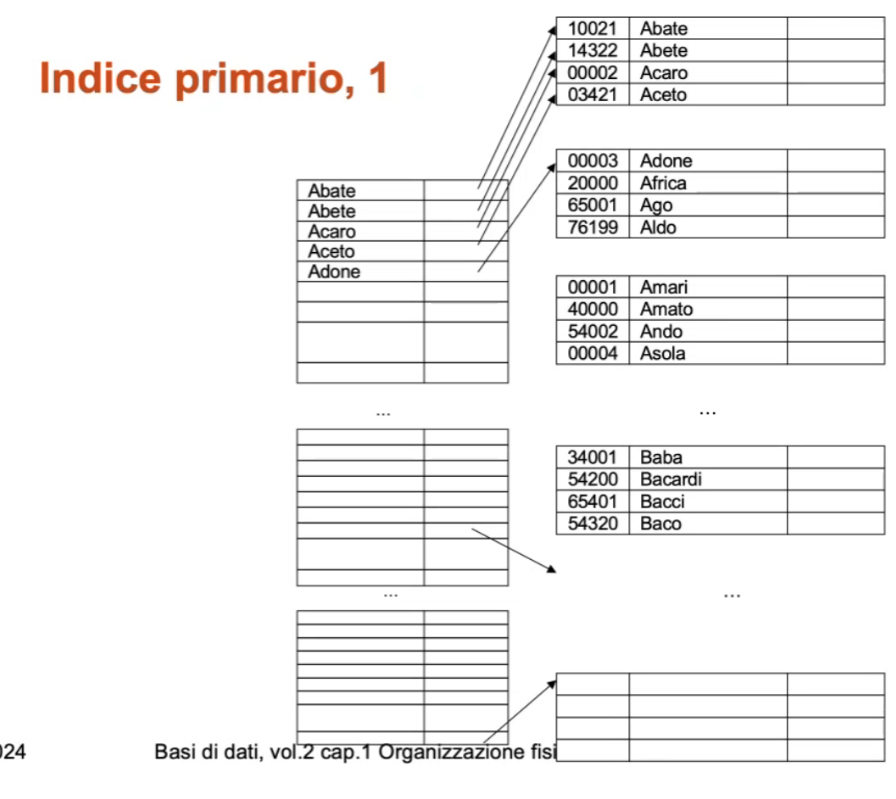 Indice primario, 1
10021 Abate
14322 Abete
00002 Acaro
03421 Aceto
00003 Adone
20000 Africa
65001 Ago
76199 Aldo
Abate
Abete
Acaro
Aceto
Adone
00001 Amari
40000 Amato
54002 Ando
00004 Asola
...
...
34001 Baba
54200 Bacardi
65401 Bacci
54320 Baco
...
...
024
Basi di dati, vol.2 cap.1 Organizzazione fisi